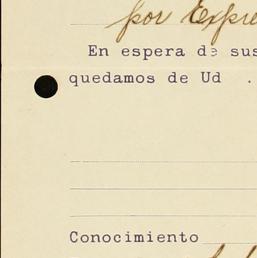 por Expre
En espera de sus
quedamos de Ud .
Conocimiento